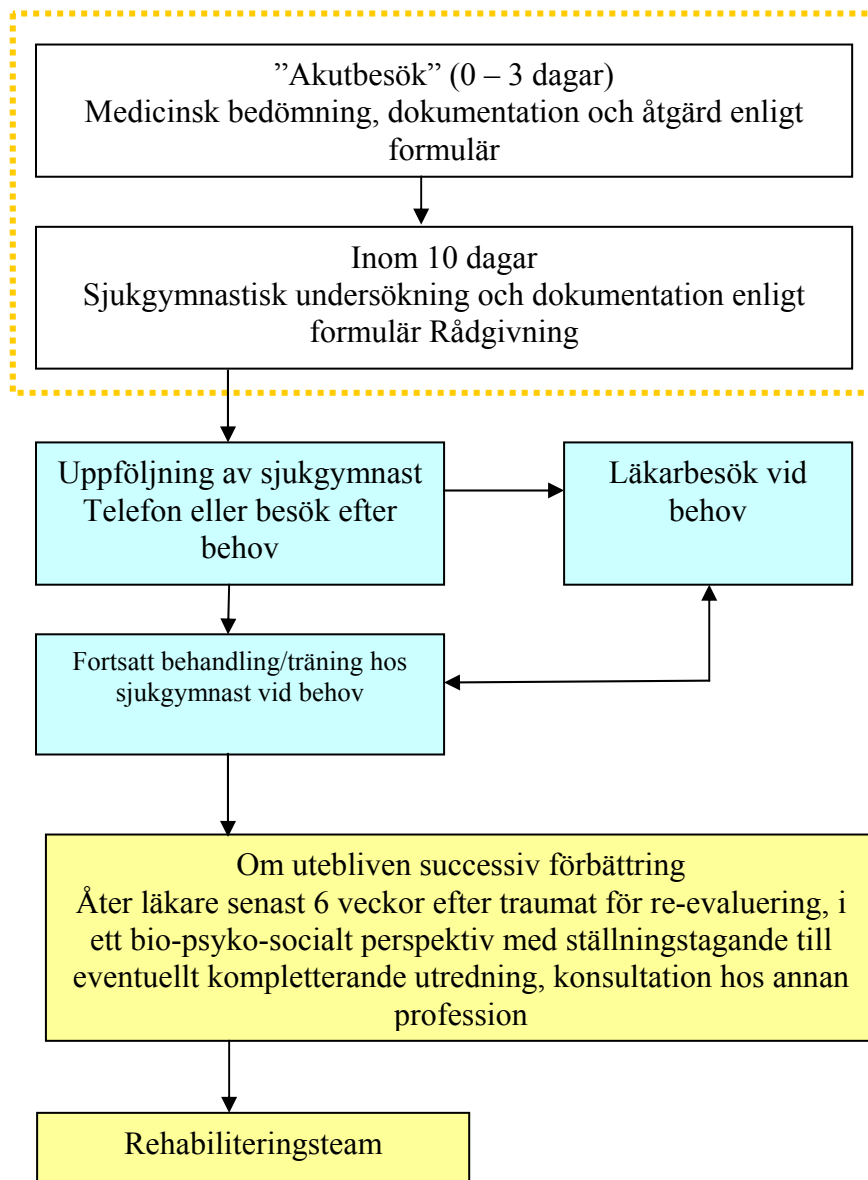 ”Akutbesök” (0 – 3 dagar)
Medicinsk bedömning, dokumentation och åtgärd enligt
formulär
Inom 10 dagar
Sjukgymnastisk undersökning och dokumentation enligt
formulär Rådgivning
Uppföljning av sjukgymnast
Telefon eller besök efter
behov
Läkarbesök vid
behov
Fortsatt behandling/träning hos
sjukgymnast vid behov
Om utebliven successiv förbättring
Åter läkare senast 6 veckor efter traumat för re-evaluering, i
ett bio-psyko-socialt perspektiv med ställningstagande till
eventuellt kompletterande utredning, konsultation hos annan
profession
Rehabiliteringsteam